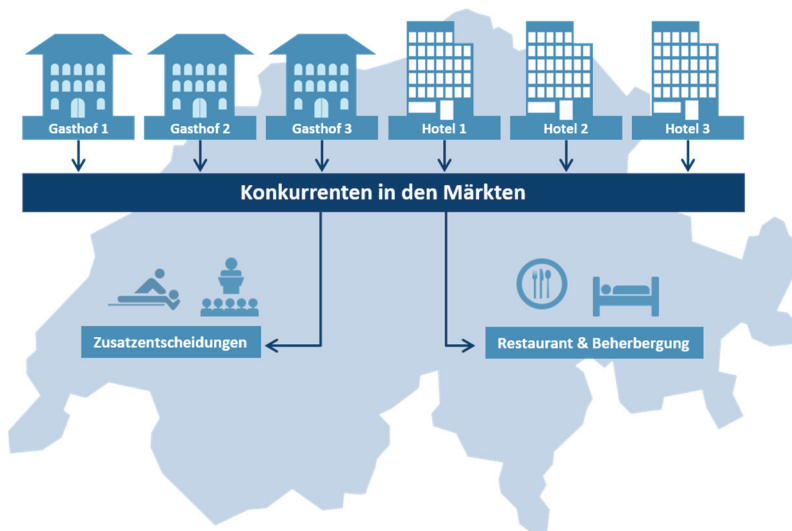 Gasthof 1
Gasthof 2
Gasthof 3
Hotel 1
Hotel 2
Hotel 3
Konkurrenten in den Märkten
Zusatzentscheidungen
Restaurant & Beherbergung